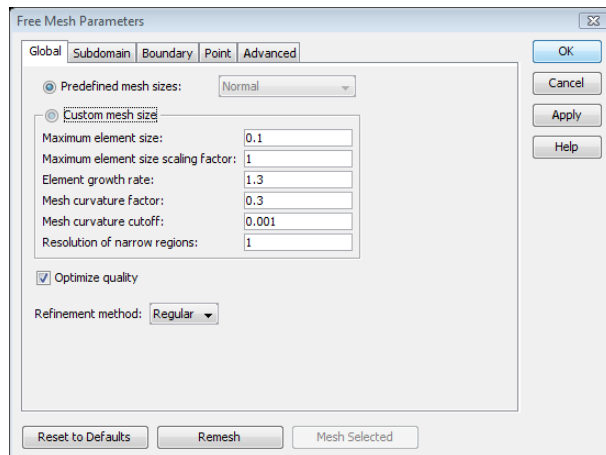 Free Mesh Parameters
Global Subdomain Boundary Point Advanced
OK
Predefined mesh sizes: Normal
Cancel
Custom mesh size
Apply
Maximum element size: 0.1
Help
Maximum element size scaling factor: 1
Element growth rate: 1.3
Mesh curvature factor: 0.3
Mesh curvature cutoff: 0.001
Resolution of narrow regions: 1
Optimize quality
Refinement method: Regular
Reset to Defaults Remesh Mesh Selected